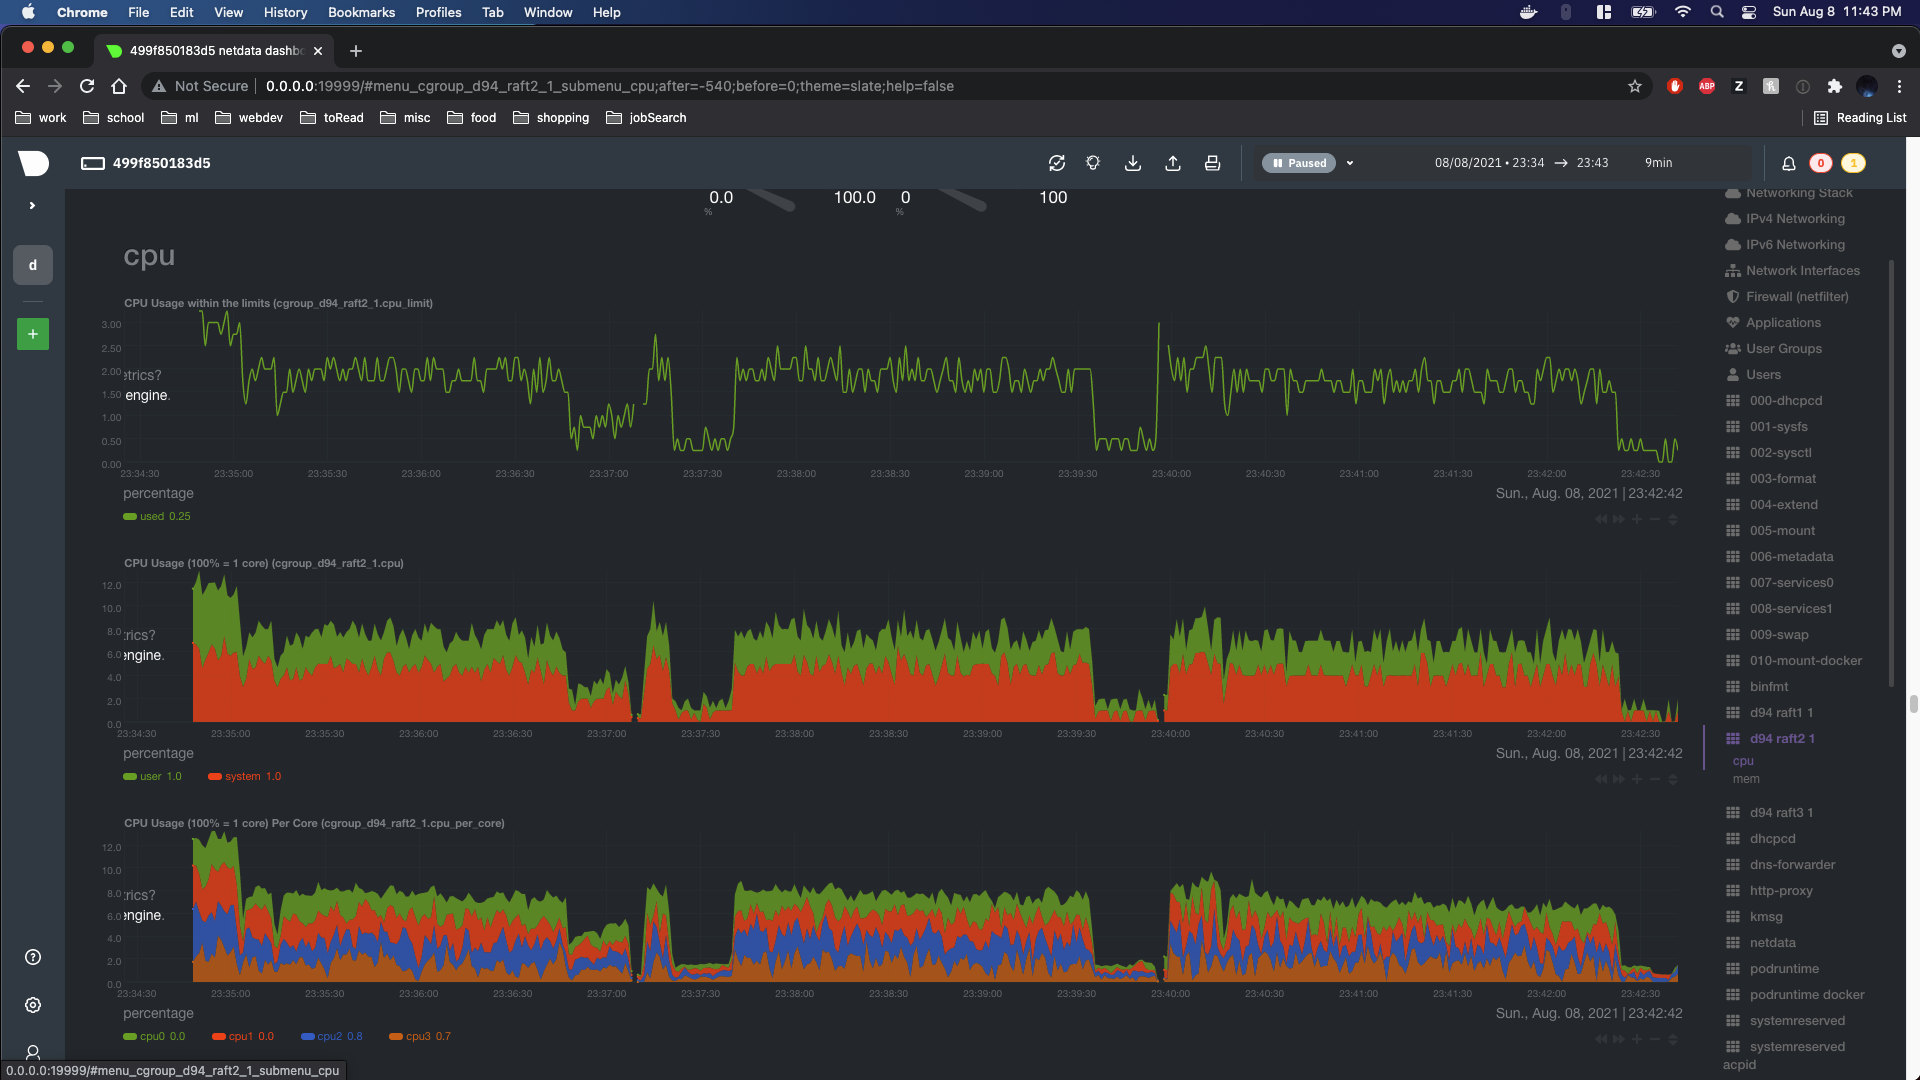 Chrome File Edit View History Bookmarks Profiles Tab Window Help
Sun Aug 8 11:43 PM
499f850183d5 netdata dashbo
Not Secure 0.0.0.0:19999/#menu_cgroup_d94_raft2_1_submenu_cpu;after=-540;before=0;theme=slate;help=false
ABP
Z
work school ml webdev toRead misc food shopping jobSearch
Reading List
499f850183d5
Paused 08/08/2021 • 23:34 → 23:43 9min
0 1
d
+
0.0 100.0 0 100
% %
cpu
CPU Usage within the limits (cgroup_d94_raft2_1.cpu_limit)
3.00
2.50
2.00
etrics?
1.50
engine.
1.00
0.50
0.00
23:34:30 23:35:00 23:35:30 23:36:00 23:36:30 23:37:00 23:37:30 23:38:00 23:38:30 23:39:00 23:39:30 23:40:00 23:40:30 23:41:00 23:41:30 23:42:00 23:42:30
percentage
Sun., Aug. 08, 2021 | 23:42:42
used 0.25
CPU Usage (100% = 1 core) (cgroup_d94_raft2_1.cpu)
12.0
10.0
8.0
trics?
6.0
engine.
4.0
2.0
0.0
23:34:30 23:35:00 23:35:30 23:36:00 23:36:30 23:37:00 23:37:30 23:38:00 23:38:30 23:39:00 23:39:30 23:40:00 23:40:30 23:41:00 23:41:30 23:42:00 23:42:30
percentage
Sun., Aug. 08, 2021 | 23:42:42
user 1.0 system 1.0
CPU Usage (100% = 1 core) Per Core (cgroup_d94_raft2_1.cpu_per_core)
12.0
10.0
8.0
trics?
6.0
engine.
4.0
2.0
0.0
23:34:30 23:35:00 23:35:30 23:36:00 23:36:30 23:37:00 23:37:30 23:38:00 23:38:30 23:39:00 23:39:30 23:40:00 23:40:30 23:41:00 23:41:30 23:42:00 23:42:30
percentage
Sun., Aug. 08, 2021 | 23:42:42
cpu0 0.0 cpu1 0.0 cpu2 0.8 cpu3 0.7
Networking Stack
IPv4 Networking
IPv6 Networking
Network Interfaces
Firewall (netfilter)
Applications
User Groups
Users
000-dhcpcd
001-sysfs
002-sysctl
003-format
004-extend
005-mount
006-metadata
007-services0
008-services1
009-swap
010-mount-docker
binfmt
d94 raft1 1
d94 raft2 1
cpu
mem
d94 raft3 1
dhcpcd
dns-forwarder
http-proxy
kmsg
netdata
podruntime
podruntime docker
systemreserved
systemreserved
acpid
0.0.0.0:19999/#menu_cgroup_d94_raft2_1_submenu_cpu